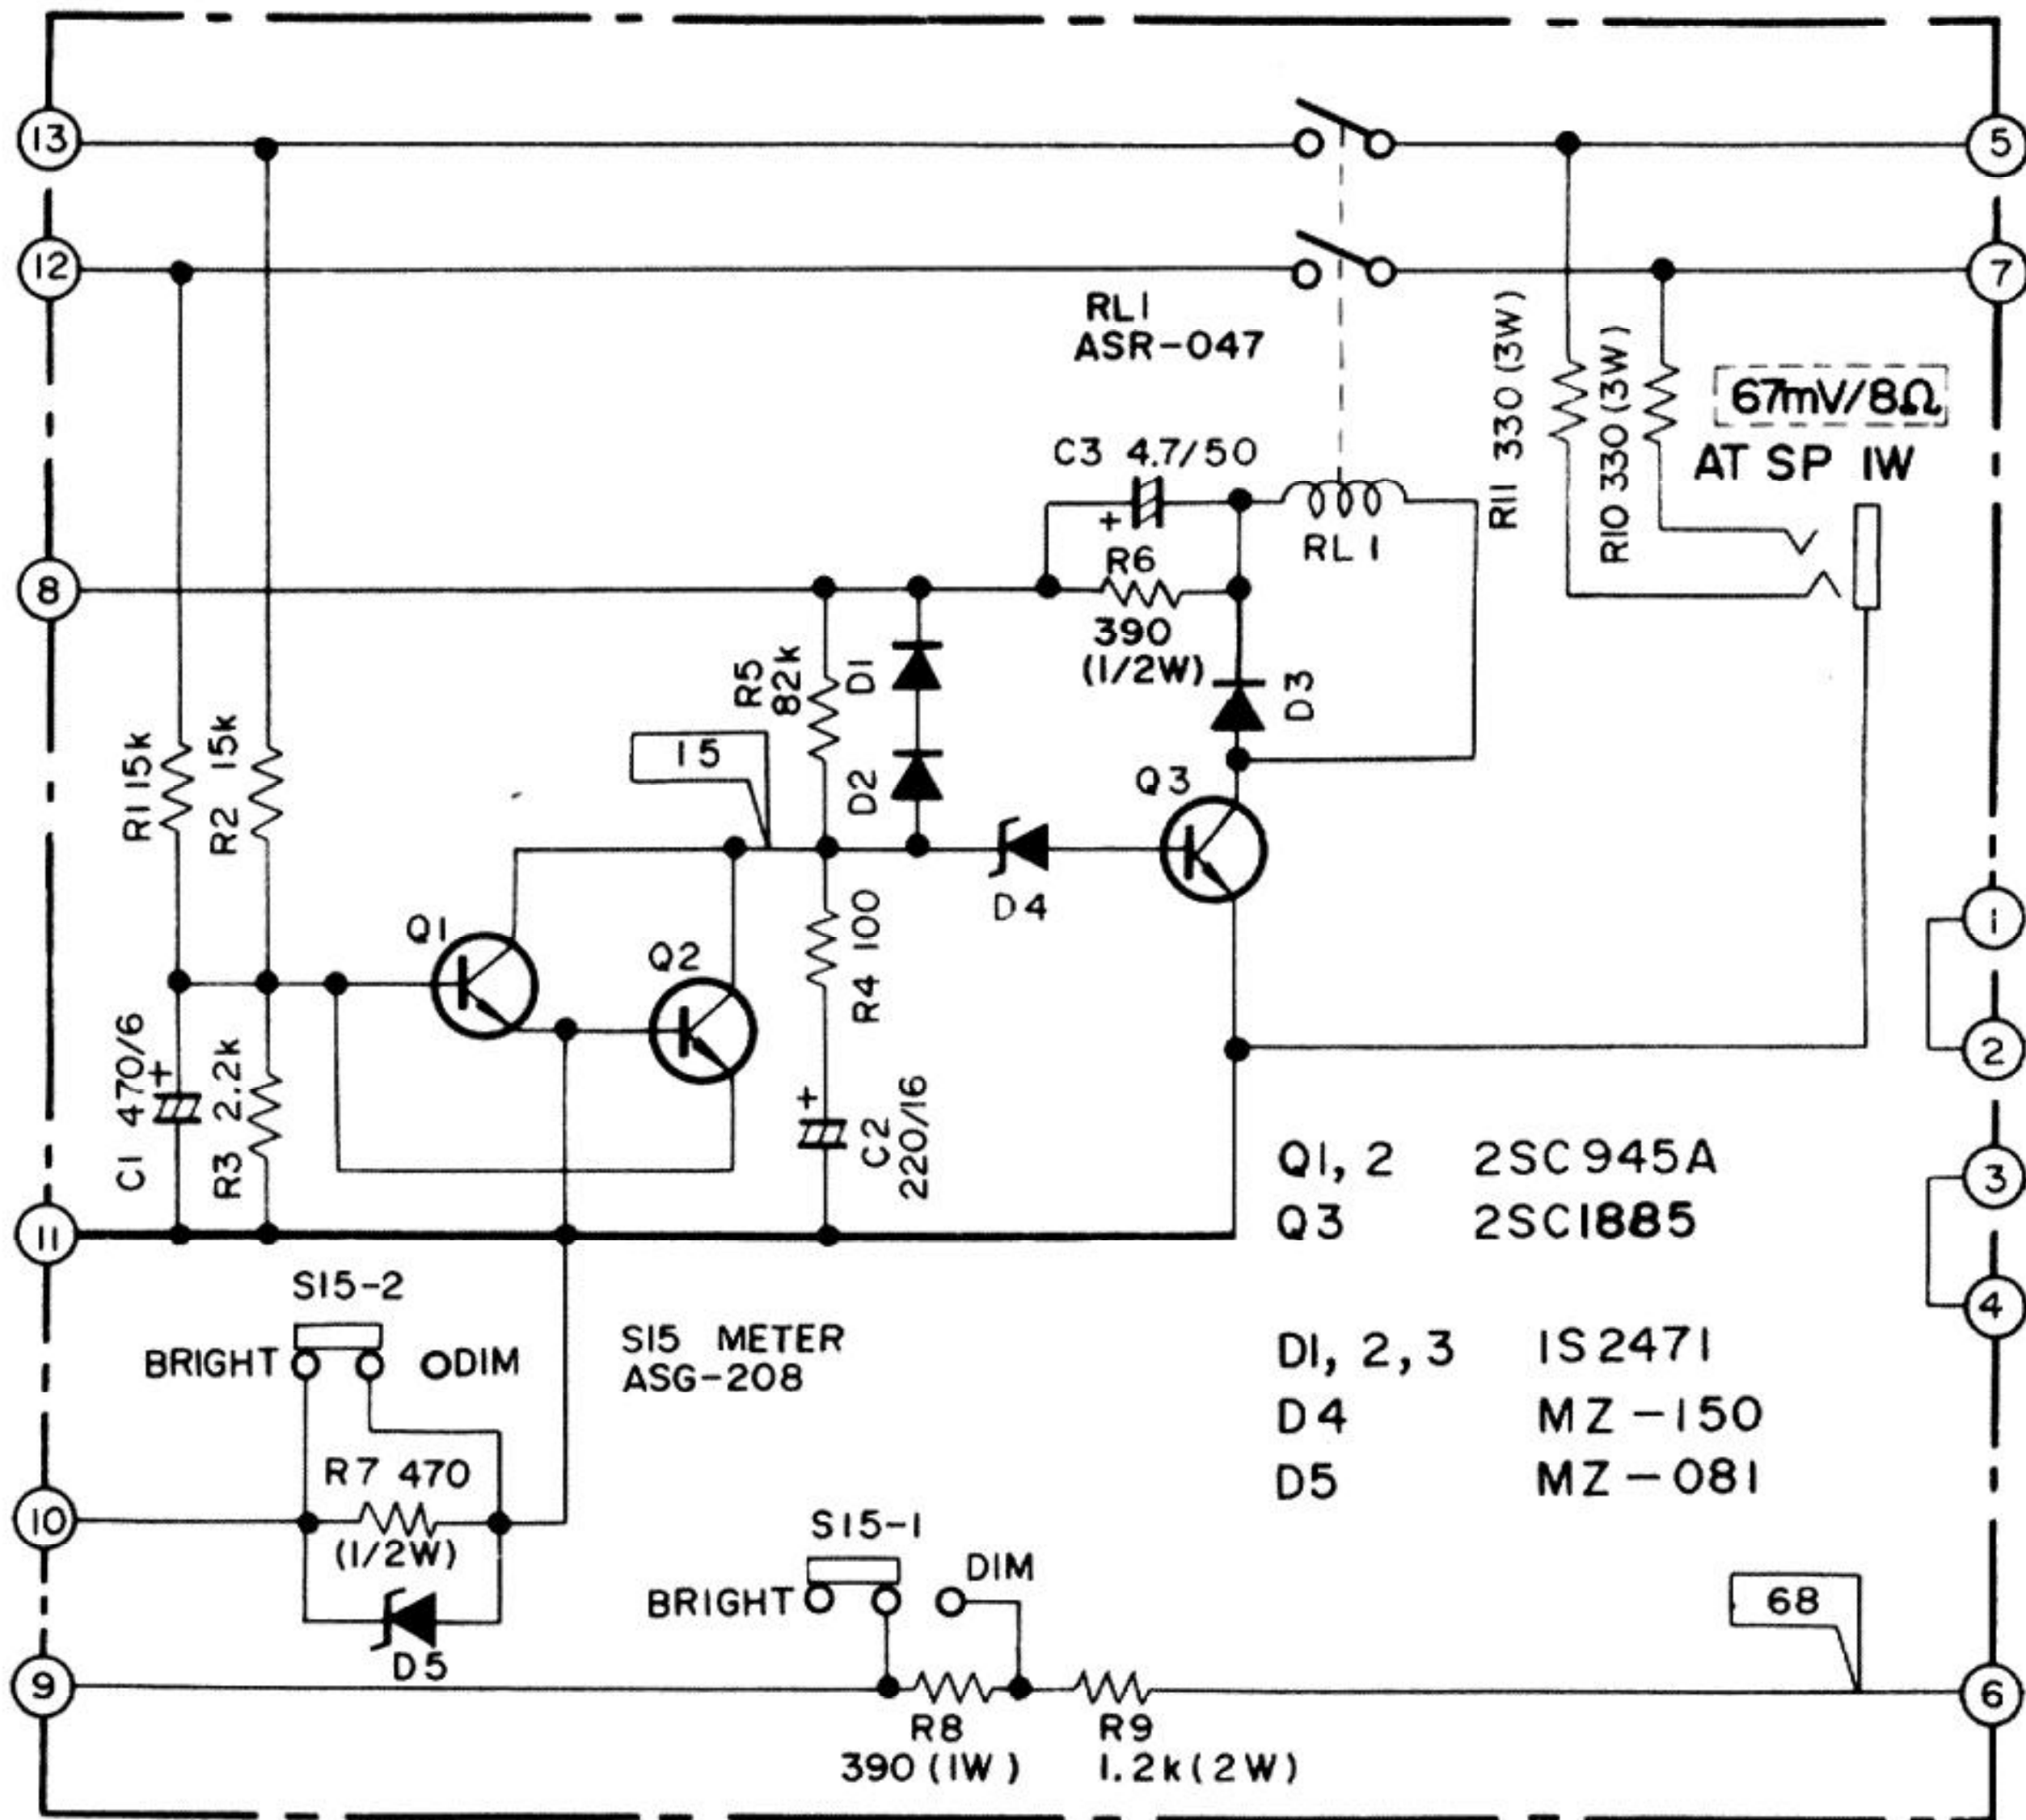 13
5
12
7
RL1
ASR-047
R11 330 (3W)
R10 330 (3W)
67mV/8Ω
AT SP 1W
C3 4.7/50
+
RL1
8
R6
390
(1/2W)
R5
82k
D1
D2
D3
15
Q3
R1 15k
R2 15k
D4
Q1
Q2
R4 100
1
2
C1 470/6
+
R3 2.2k
+
C2
220/16
Q1, 2 2SC945A
Q3 2SC1885
3
4
11
S15-2
BRIGHT
DIM
S15 METER
ASG-208
D1, 2, 3 1S2471
D4 MZ-150
D5 MZ-081
R7 470
(1/2W)
10
D5
S15-1
BRIGHT
DIM
68
9
6
R8
390 (1W)
R9
1.2k (2W)